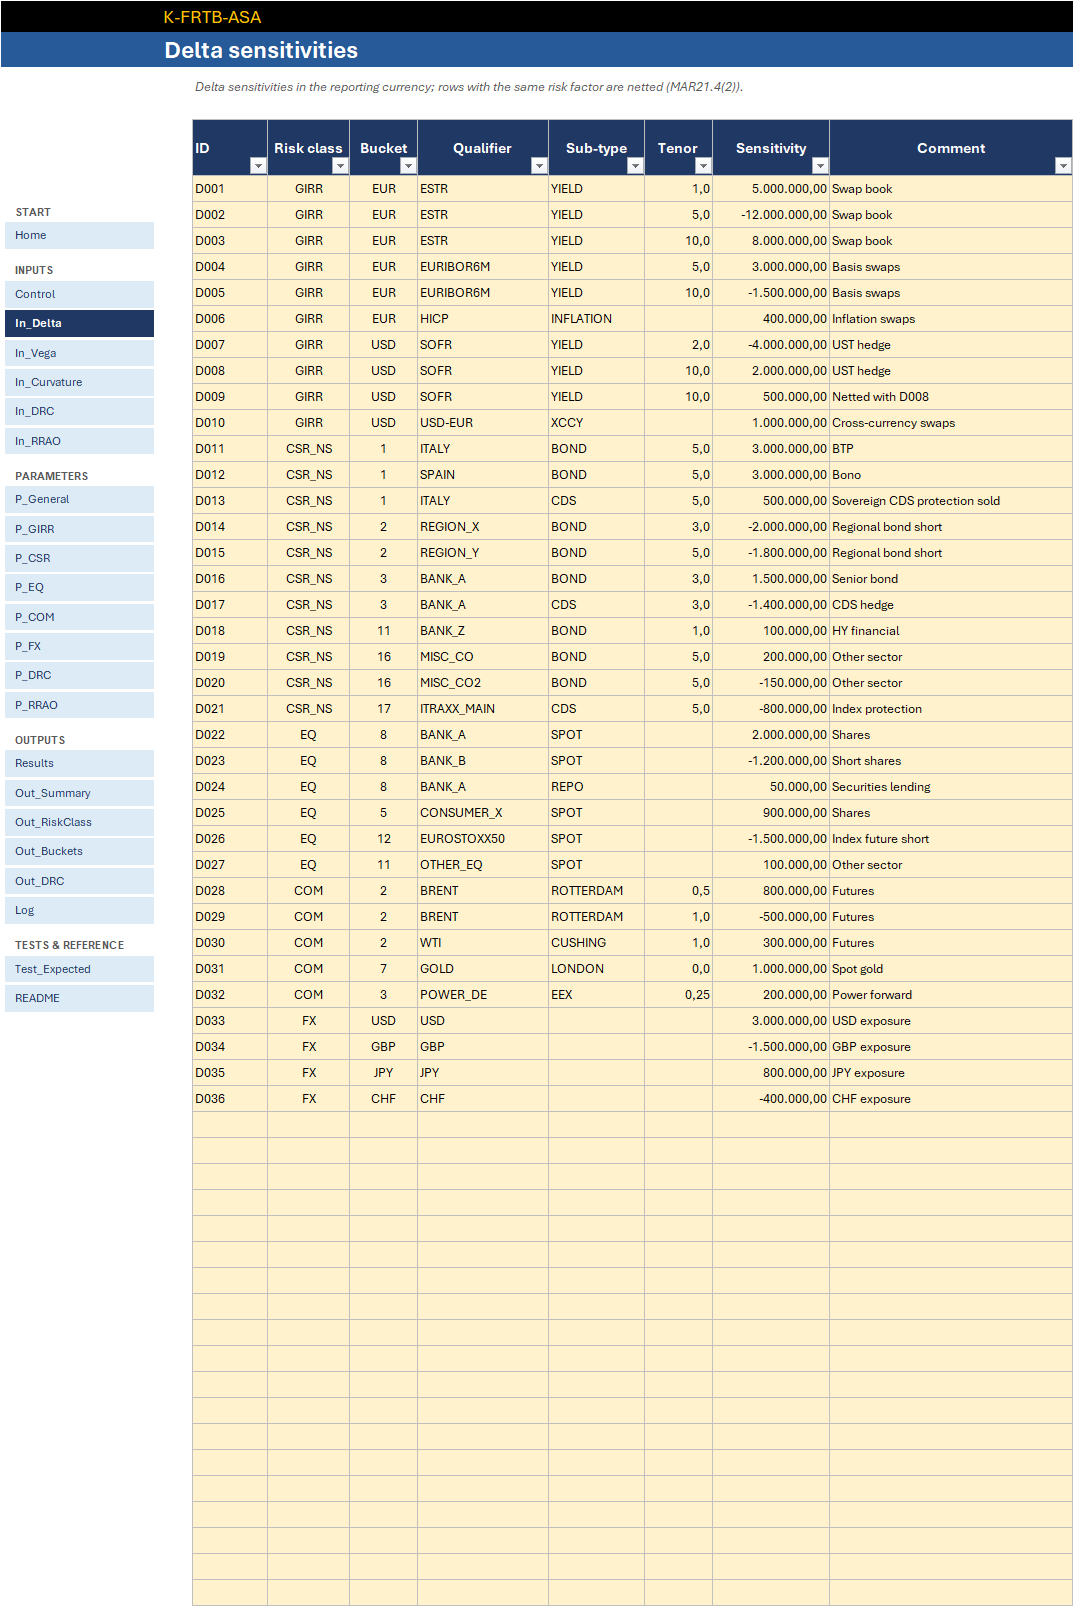 K-FRTB-ASA
Delta sensitivities
Delta sensitivities in the reporting currency; rows with the same risk factor are netted (MAR21.4(2)).
START
Home
INPUTS
Control
In_Delta
In_Vega
In_Curvature
In_DRC
In_RRAO
PARAMETERS
P_General
P_GIRR
P_CSR
P_EQ
P_COM
P_FX
P_DRC
P_RRAO
OUTPUTS
Results
Out_Summary
Out_RiskClass
Out_Buckets
Out_DRC
Log
TESTS & REFERENCE
Test_Expected
README
ID Risk class Bucket Qualifier Sub-type Tenor Sensitivity Comment
D001 GIRR EUR ESTR YIELD 1,0 5.000.000,00 Swap book
D002 GIRR EUR ESTR YIELD 5,0 -12.000.000,00 Swap book
D003 GIRR EUR ESTR YIELD 10,0 8.000.000,00 Swap book
D004 GIRR EUR EURIBOR6M YIELD 5,0 3.000.000,00 Basis swaps
D005 GIRR EUR EURIBOR6M YIELD 10,0 -1.500.000,00 Basis swaps
D006 GIRR EUR HICP INFLATION 400.000,00 Inflation swaps
D007 GIRR USD SOFR YIELD 2,0 -4.000.000,00 UST hedge
D008 GIRR USD SOFR YIELD 10,0 2.000.000,00 UST hedge
D009 GIRR USD SOFR YIELD 10,0 500.000,00 Netted with D008
D010 GIRR USD USD-EUR XCCY 1.000.000,00 Cross-currency swaps
D011 CSR_NS 1 ITALY BOND 5,0 3.000.000,00 BTP
D012 CSR_NS 1 SPAIN BOND 5,0 3.000.000,00 Bono
D013 CSR_NS 1 ITALY CDS 5,0 500.000,00 Sovereign CDS protection sold
D014 CSR_NS 2 REGION_X BOND 3,0 -2.000.000,00 Regional bond short
D015 CSR_NS 2 REGION_Y BOND 5,0 -1.800.000,00 Regional bond short
D016 CSR_NS 3 BANK_A BOND 3,0 1.500.000,00 Senior bond
D017 CSR_NS 3 BANK_A CDS 3,0 -1.400.000,00 CDS hedge
D018 CSR_NS 11 BANK_Z BOND 1,0 100.000,00 HY financial
D019 CSR_NS 16 MISC_CO BOND 5,0 200.000,00 Other sector
D020 CSR_NS 16 MISC_CO2 BOND 5,0 -150.000,00 Other sector
D021 CSR_NS 17 ITRAXX_MAIN CDS 5,0 -800.000,00 Index protection
D022 EQ 8 BANK_A SPOT 2.000.000,00 Shares
D023 EQ 8 BANK_B SPOT -1.200.000,00 Short shares
D024 EQ 8 BANK_A REPO 50.000,00 Securities lending
D025 EQ 5 CONSUMER_X SPOT 900.000,00 Shares
D026 EQ 12 EUROSTOXX50 SPOT -1.500.000,00 Index future short
D027 EQ 11 OTHER_EQ SPOT 100.000,00 Other sector
D028 COM 2 BRENT ROTTERDAM 0,5 800.000,00 Futures
D029 COM 2 BRENT ROTTERDAM 1,0 -500.000,00 Futures
D030 COM 2 WTI CUSHING 1,0 300.000,00 Futures
D031 COM 7 GOLD LONDON 0,0 1.000.000,00 Spot gold
D032 COM 3 POWER_DE EEX 0,25 200.000,00 Power forward
D033 FX USD USD 3.000.000,00 USD exposure
D034 FX GBP GBP -1.500.000,00 GBP exposure
D035 FX JPY JPY 800.000,00 JPY exposure
D036 FX CHF CHF -400.000,00 CHF exposure